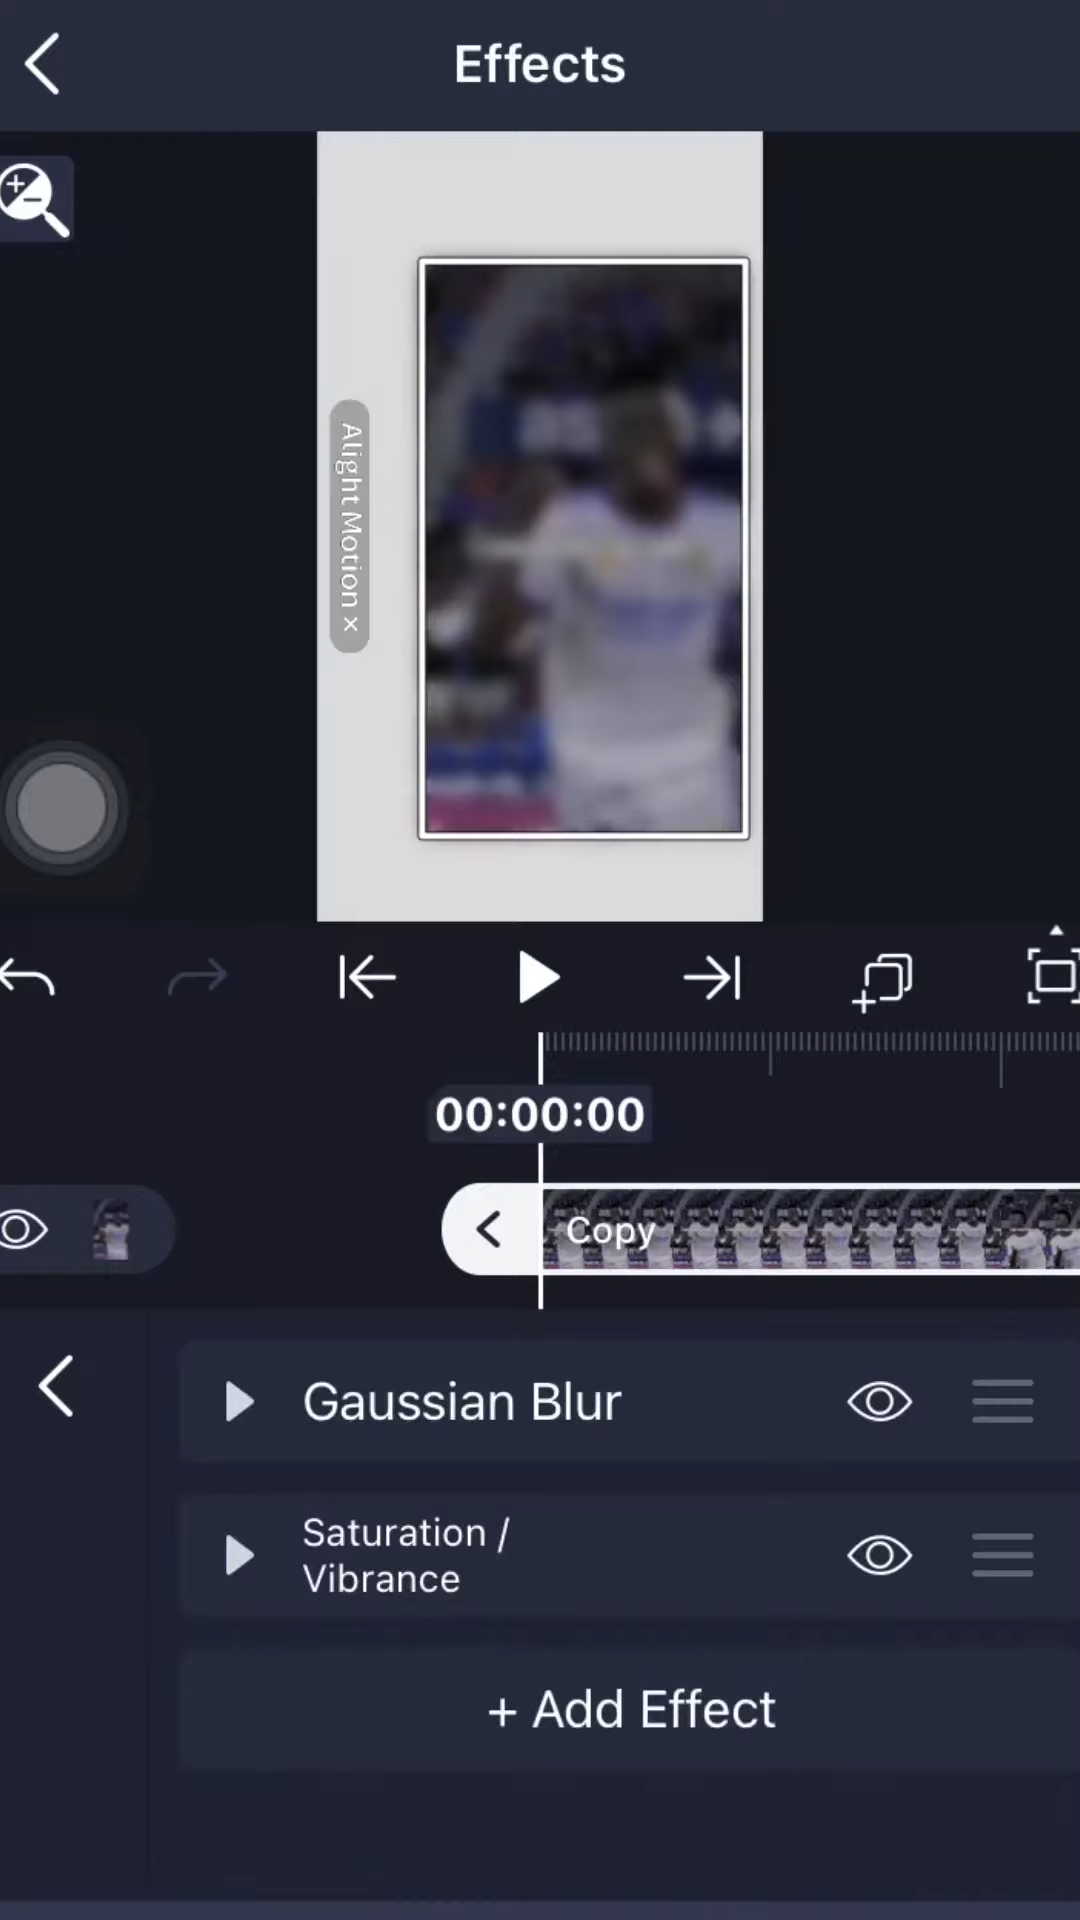 Effects
Alight Motion ×
00:00:00
Copy
Gaussian Blur
Saturation /
Vibrance
+ Add Effect